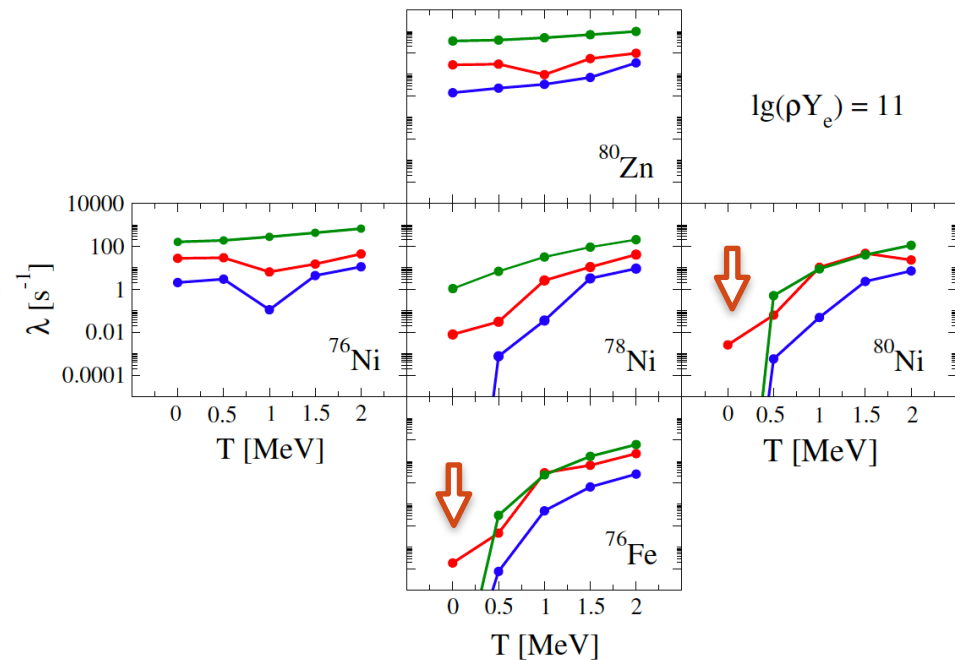 lg(ρY_e) = 11
⁸⁰Zn
λ [s⁻¹]
10000
100
1
0.01
0.0001
⁷⁶Ni
⁷⁸Ni
⁸⁰Ni
0 0.5 1 1.5 2
T [MeV]
0 0.5 1 1.5 2
T [MeV]
⁷⁶Fe
0 0.5 1 1.5 2
T [MeV]